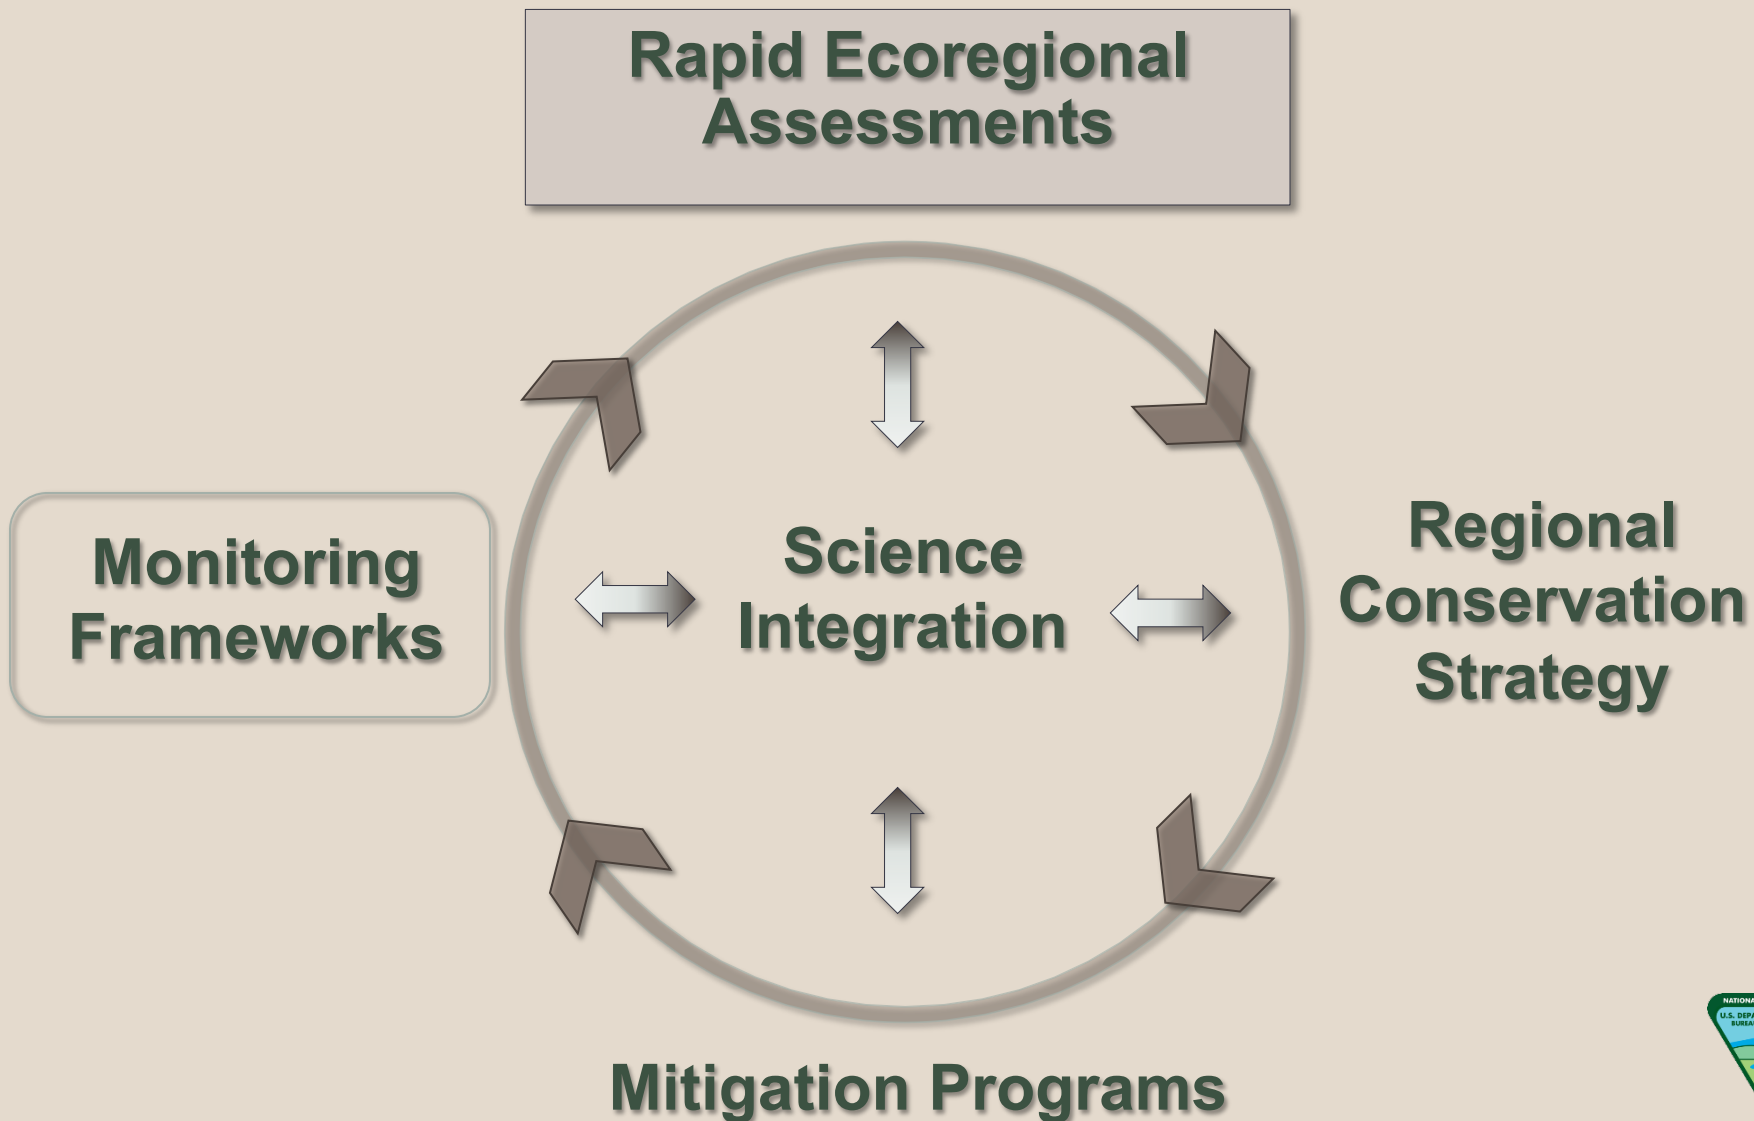 Rapid Ecoregional
Assessments
Monitoring
Frameworks
Science
Integration
Regional
Conservation
Strategy
Mitigation Programs